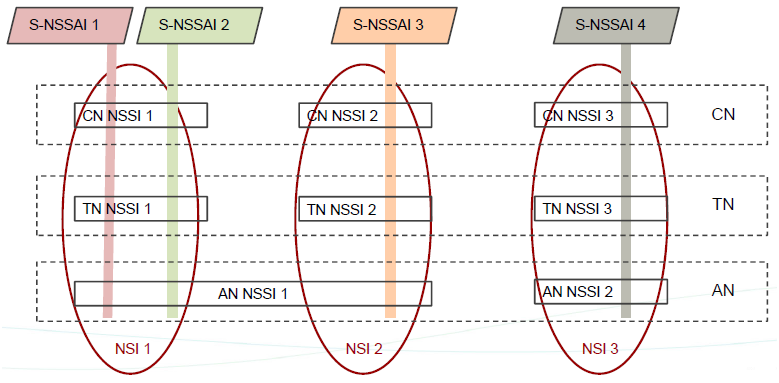 S-NSSAI 1
S-NSSAI 2
S-NSSAI 3
S-NSSAI 4
CN NSSI 1
CN NSSI 2
CN NSSI 3
CN
TN NSSI 1
TN NSSI 2
TN NSSI 3
TN
AN NSSI 1
AN NSSI 2
AN
NSI 1
NSI 2
NSI 3